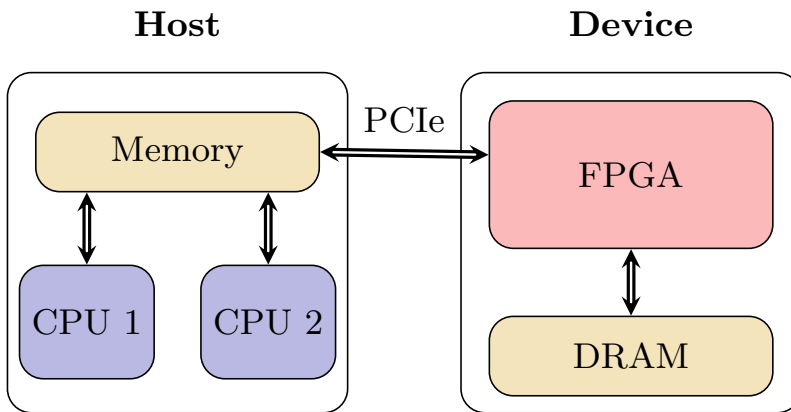 Host
Device
PCIe
Memory
FPGA
CPU 1
CPU 2
DRAM